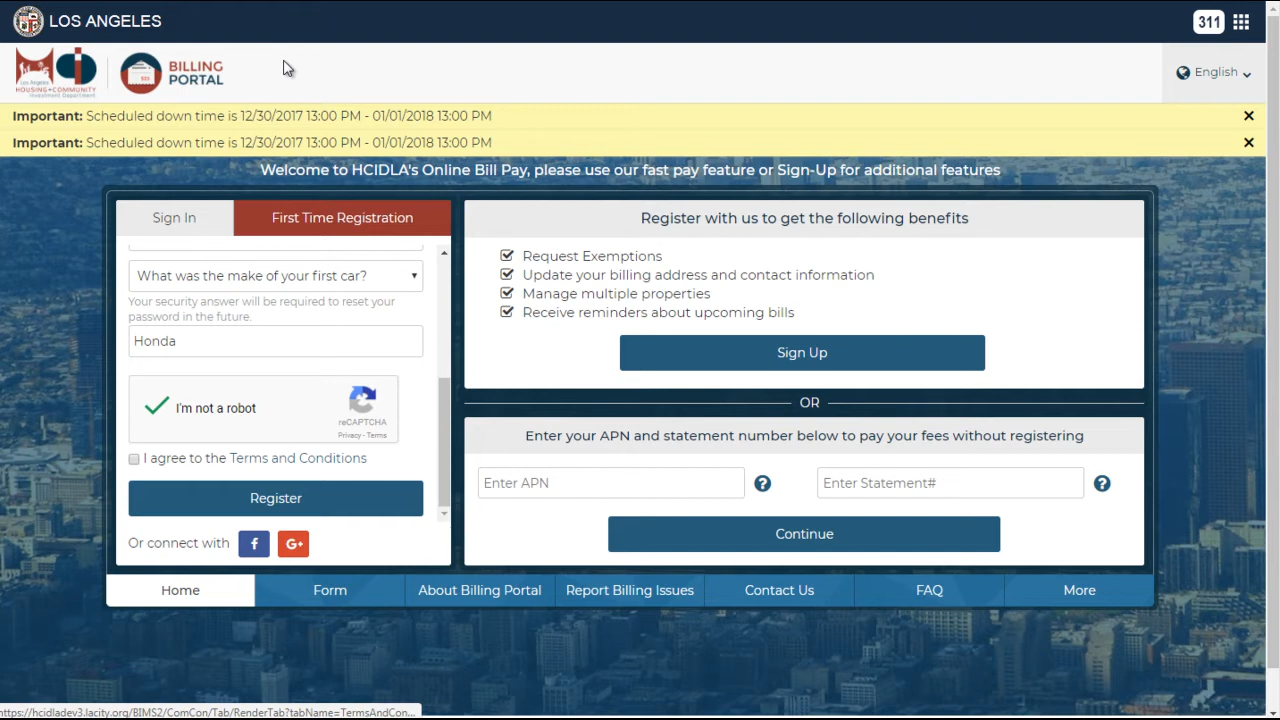 LOS ANGELES
311
Los Angeles
HOUSING+COMMUNITY
Investment Department
BILLING
PORTAL
English
Important: Scheduled down time is 12/30/2017 13:00 PM - 01/01/2018 13:00 PM
Important: Scheduled down time is 12/30/2017 13:00 PM - 01/01/2018 13:00 PM
Welcome to HCIDLA's Online Bill Pay, please use our fast pay feature or Sign-Up for additional features
Sign In
First Time Registration
What was the make of your first car?
Your security answer will be required to reset your
password in the future.
Honda
I'm not a robot
reCAPTCHA
Privacy - Terms
I agree to the Terms and Conditions
Register
Or connect with
f
G+
Register with us to get the following benefits
Request Exemptions
Update your billing address and contact information
Manage multiple properties
Receive reminders about upcoming bills
Sign Up
OR
Enter your APN and statement number below to pay your fees without registering
Enter APN
?
Enter Statement#
?
Continue
Home
Form
About Billing Portal
Report Billing Issues
Contact Us
FAQ
More
https://hcidladev3.lacity.org/BIMS2/ComCon/Tab/RenderTab?tabName=TermsAndCon...